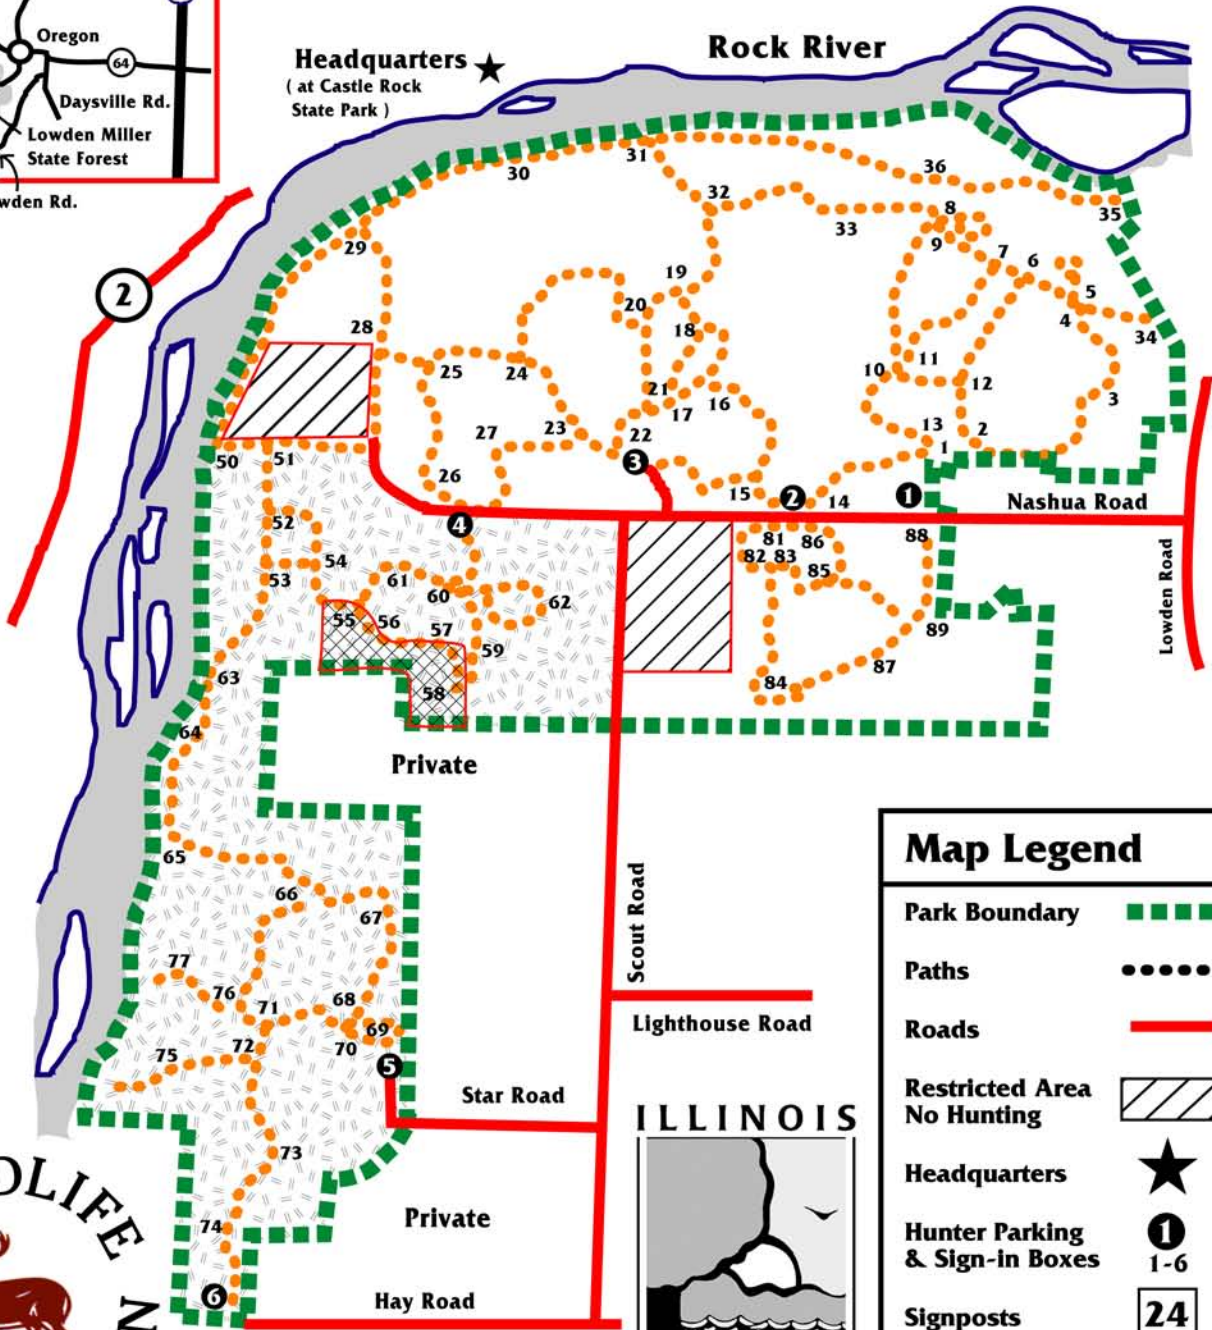 Oregon
64
Daysville Rd.
Lowden Miller
State Forest
wden Rd.
Headquarters
( at Castle Rock
State Park )
Rock River
2
31
30
36
32
35
8
33
9
29
7
6
19
5
20
4
28
18
34
10
11
25
24
12
21
16
3
17
13
27
23
22
1
2
50
51
3
26
15
2
14
1
Nashua Road
52
4
81
86
88
82
83
54
53
61
85
60
62
55
56
57
89
59
Lowden Road
63
58
84
87
64
Private
65
66
67
Scout Road
77
76
71
68
69
70
72
75
5
Lighthouse Road
Star Road
73
74
Private
6
Hay Road
DLIFE
N
ILLINOIS
Map Legend
Park Boundary
Paths
Roads
Restricted Area
No Hunting
Headquarters
Hunter Parking
& Sign-in Boxes
1
1-6
Signposts
24